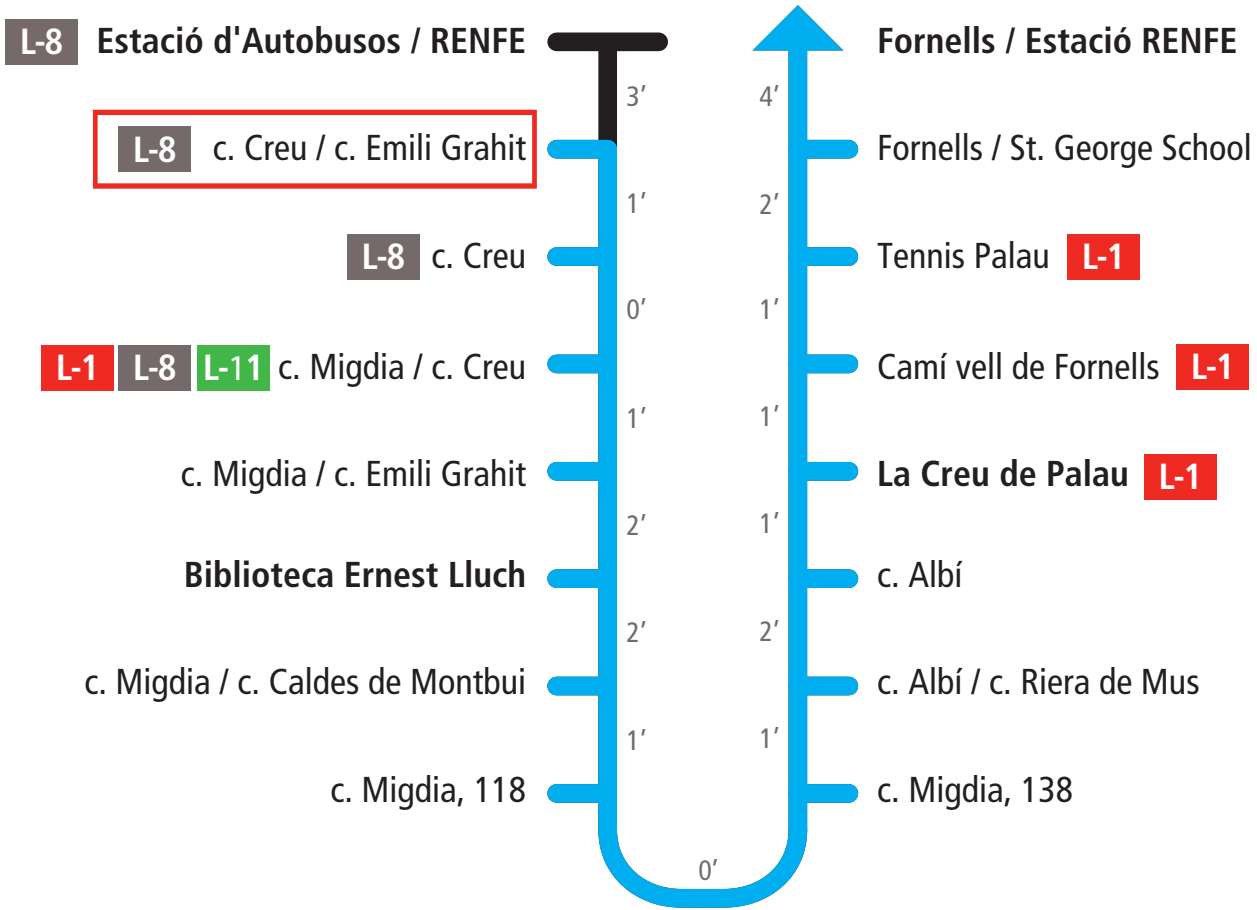 L-8 Estació d'Autobusos / RENFE
3’
L-8 c. Creu / c. Emili Grahit
1’
L-8 c. Creu
0’
L-1 L-8 L-11 c. Migdia / c. Creu
1’
c. Migdia / c. Emili Grahit
2’
Biblioteca Ernest Lluch
2’
c. Migdia / c. Caldes de Montbui
1’
c. Migdia, 118
0’
Fornells / Estació RENFE
4’
Fornells / St. George School
2’
Tennis Palau L-1
1’
Camí vell de Fornells L-1
1’
La Creu de Palau L-1
1’
c. Albí
2’
c. Albí / c. Riera de Mus
1’
c. Migdia, 138